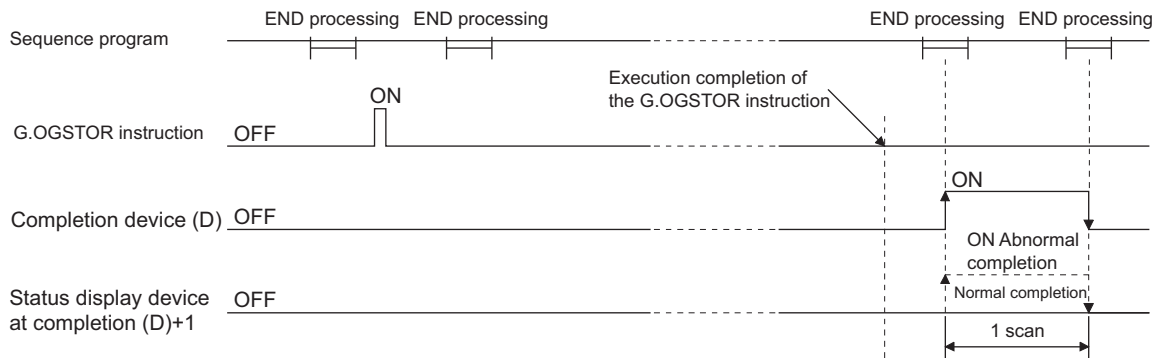 END processing END processing END processing END processing
Sequence program
Execution completion of
the G.OGSTOR instruction
ON
G.OGSTOR instruction OFF
ON
Completion device (D) OFF
ON Abnormal
completion
Status display device
at completion (D)+1
OFF
Normal completion
1 scan